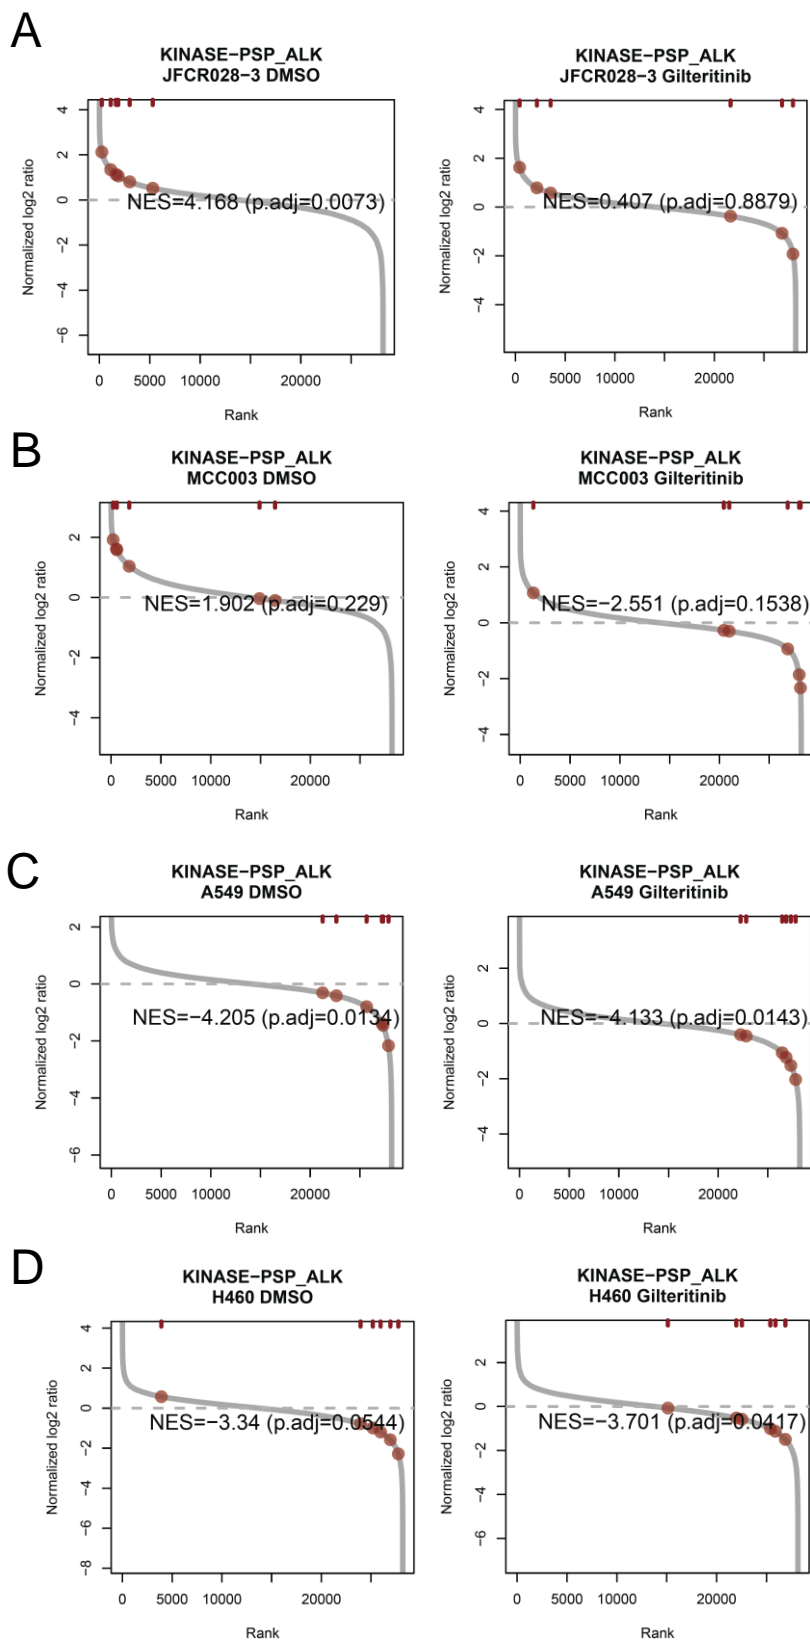 A
KINASE−PSP_ALK
JFCR028−3 DMSO
Normalized log2 ratio
4
2
0
−2
−4
−6
NES=4.168 (p.adj=0.0073)
0 5000 10000 20000
Rank
KINASE−PSP_ALK
JFCR028−3 Gilteritinib
Normalized log2 ratio
4
2
0
−2
−4
NES=0.407 (p.adj=0.8879)
0 5000 10000 20000
Rank
B
KINASE−PSP_ALK
MCC003 DMSO
Normalized log2 ratio
2
0
−2
−4
NES=1.902 (p.adj=0.229)
0 5000 10000 20000
Rank
KINASE−PSP_ALK
MCC003 Gilteritinib
Normalized log2 ratio
4
2
0
−2
−4
NES=−2.551 (p.adj=0.1538)
0 5000 10000 20000
Rank
C
KINASE−PSP_ALK
A549 DMSO
Normalized log2 ratio
2
0
−2
−4
−6
NES=−4.205 (p.adj=0.0134)
0 5000 10000 20000
Rank
KINASE−PSP_ALK
A549 Gilteritinib
Normalized log2 ratio
2
0
−2
−4
NES=−4.133 (p.adj=0.0143)
0 5000 10000 20000
Rank
D
KINASE−PSP_ALK
H460 DMSO
Normalized log2 ratio
4
2
0
−2
−4
−6
−8
NES=−3.34 (p.adj=0.0544)
0 5000 10000 20000
Rank
KINASE−PSP_ALK
H460 Gilteritinib
Normalized log2 ratio
2
0
−2
−4
−6
NES=−3.701 (p.adj=0.0417)
0 5000 10000 20000
Rank